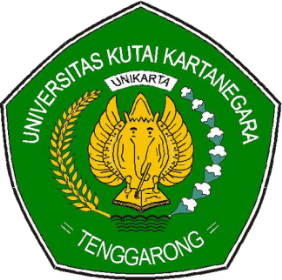 UNIVERSITAS KUTAI KARTANEGARA
UNIKARTA
= TENGGARONG =